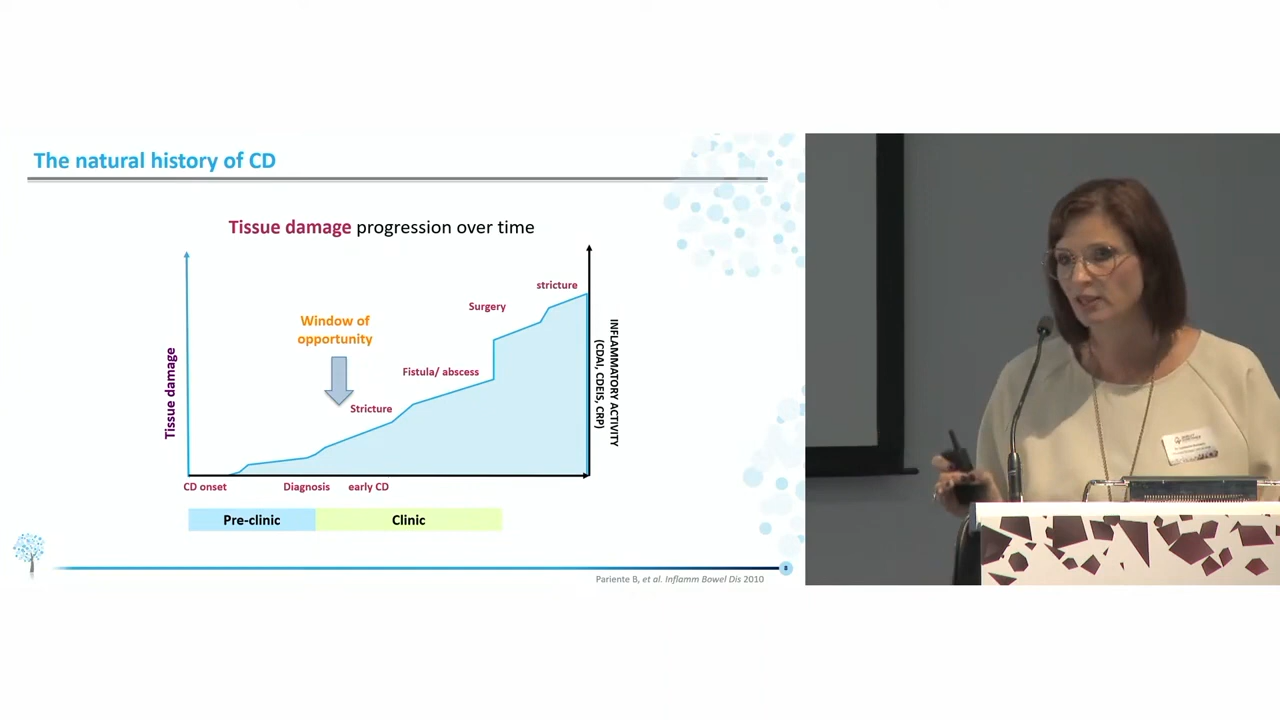 The natural history of CD
Tissue damage progression over time
stricture
Surgery
Window of
opportunity
Fistula/ abscess
Stricture
Tissue damage
INFLAMMATORY ACTIVITY
(CDAI, CDEIS, CRP)
CD onset
Diagnosis
early CD
Pre-clinic
Clinic
8
Pariente B, et al. Inflamm Bowel Dis 2010